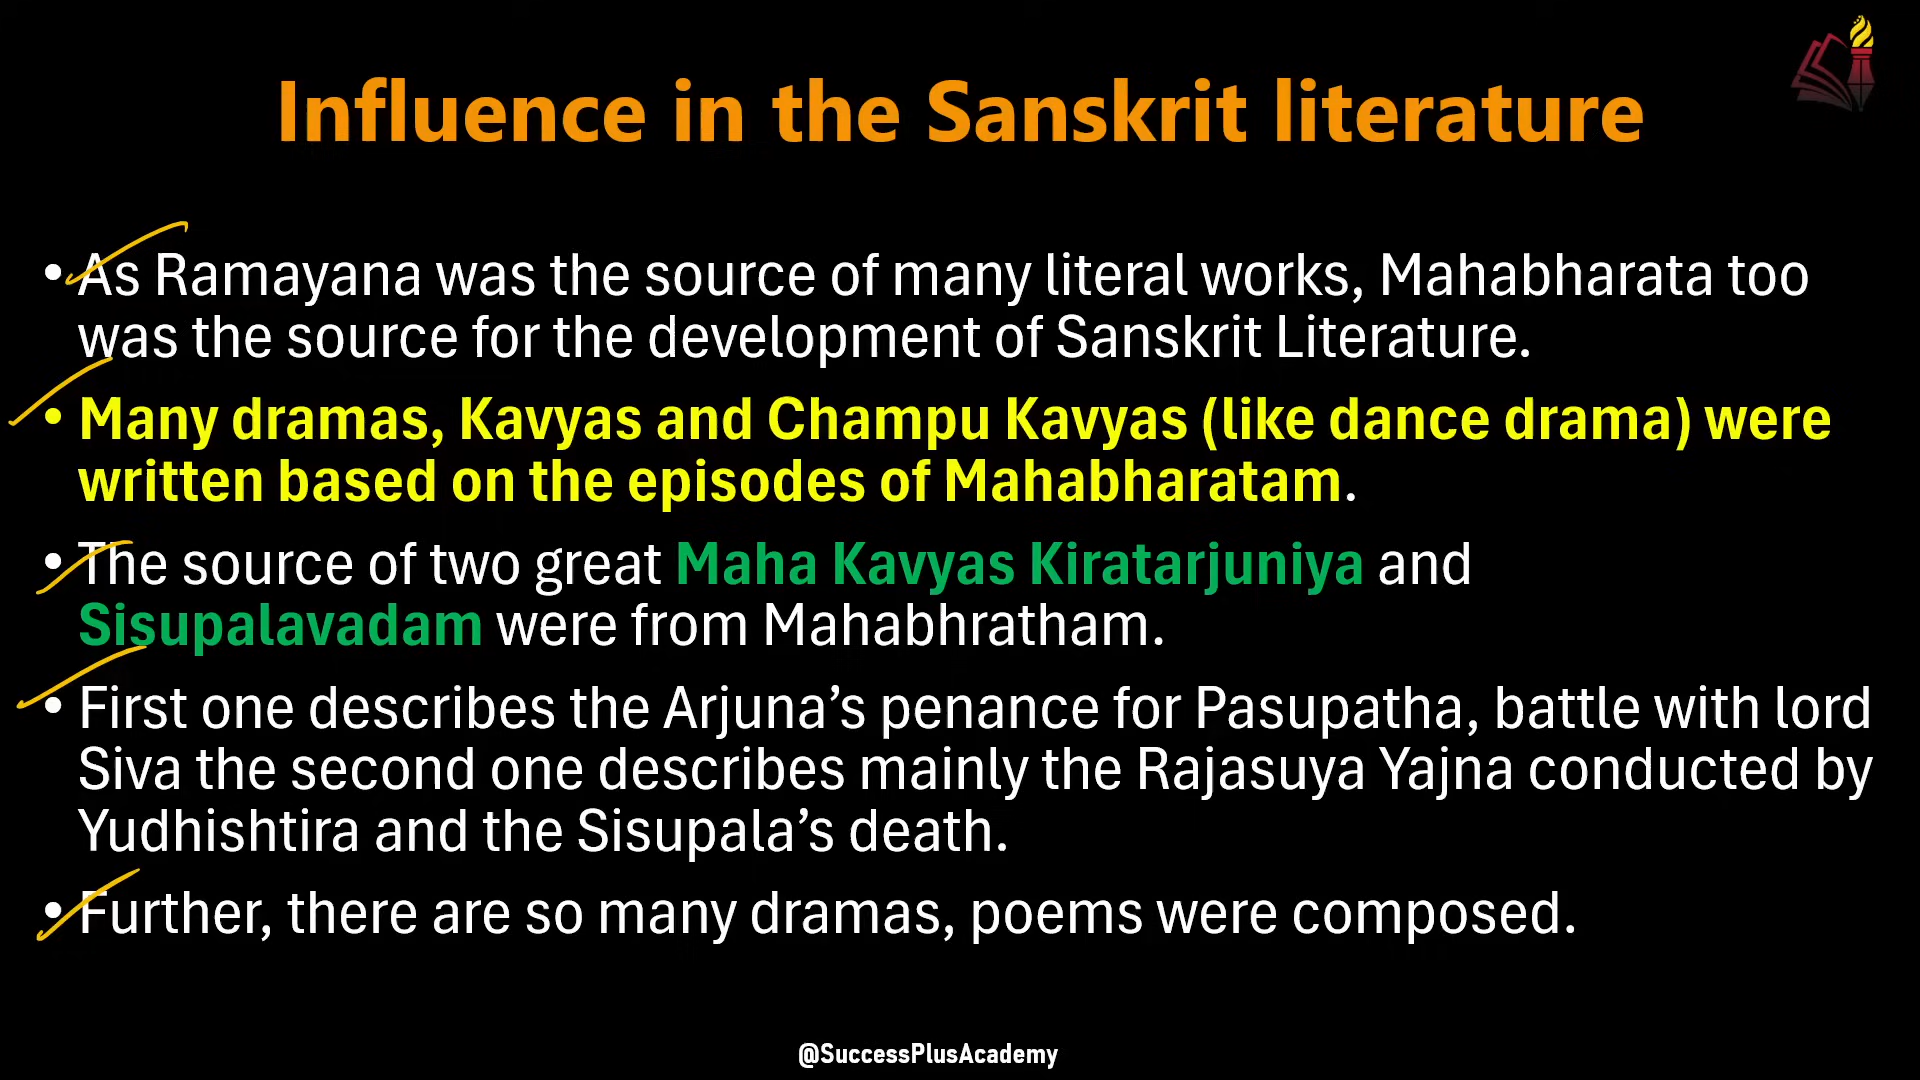 Influence in the Sanskrit literature
• As Ramayana was the source of many literal works, Mahabharata too
was the source for the development of Sanskrit Literature.
• Many dramas, Kavyas and Champu Kavyas (like dance drama) were
written based on the episodes of Mahabharatam.
• The source of two great Maha Kavyas Kiratarjuniya and
Sisupalavadam were from Mahabhratham.
• First one describes the Arjuna’s penance for Pasupatha, battle with lord
Siva the second one describes mainly the Rajasuya Yajna conducted by
Yudhishtira and the Sisupala’s death.
• Further, there are so many dramas, poems were composed.
@SuccessPlusAcademy